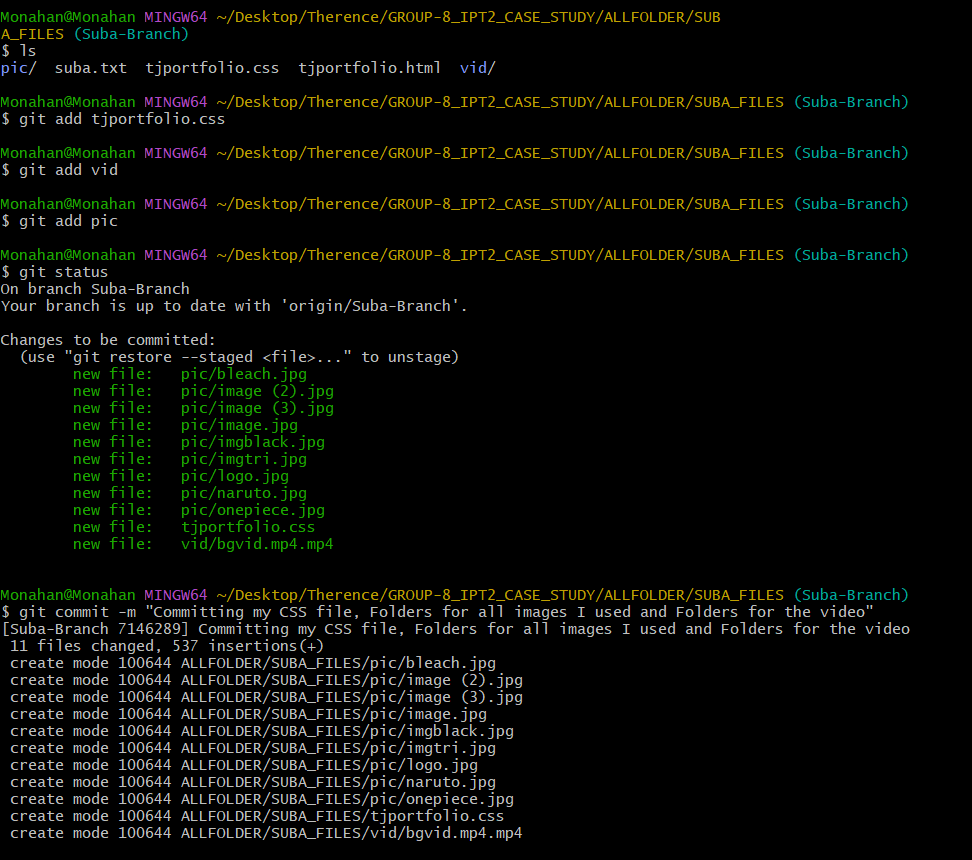 Monahan@Monahan MINGW64 ~/Desktop/Therence/GROUP-8_IPT2_CASE_STUDY/ALLFOLDER/SUB
A_FILES (Suba-Branch)
$ ls
pic/  suba.txt  tjportfolio.css  tjportfolio.html  vid/

Monahan@Monahan MINGW64 ~/Desktop/Therence/GROUP-8_IPT2_CASE_STUDY/ALLFOLDER/SUBA_FILES (Suba-Branch)
$ git add tjportfolio.css

Monahan@Monahan MINGW64 ~/Desktop/Therence/GROUP-8_IPT2_CASE_STUDY/ALLFOLDER/SUBA_FILES (Suba-Branch)
$ git add vid

Monahan@Monahan MINGW64 ~/Desktop/Therence/GROUP-8_IPT2_CASE_STUDY/ALLFOLDER/SUBA_FILES (Suba-Branch)
$ git add pic

Monahan@Monahan MINGW64 ~/Desktop/Therence/GROUP-8_IPT2_CASE_STUDY/ALLFOLDER/SUBA_FILES (Suba-Branch)
$ git status
On branch Suba-Branch
Your branch is up to date with 'origin/Suba-Branch'.

Changes to be committed:
  (use "git restore --staged <file>..." to unstage)
        new file:   pic/bleach.jpg
        new file:   pic/image (2).jpg
        new file:   pic/image (3).jpg
        new file:   pic/image.jpg
        new file:   pic/imgblack.jpg
        new file:   pic/imgtri.jpg
        new file:   pic/logo.jpg
        new file:   pic/naruto.jpg
        new file:   pic/onepiece.jpg
        new file:   tjportfolio.css
        new file:   vid/bgvid.mp4.mp4

Monahan@Monahan MINGW64 ~/Desktop/Therence/GROUP-8_IPT2_CASE_STUDY/ALLFOLDER/SUBA_FILES (Suba-Branch)
$ git commit -m "Committing my CSS file, Folders for all images I used and Folders for the video"
[Suba-Branch 7146289] Committing my CSS file, Folders for all images I used and Folders for the video
 11 files changed, 537 insertions(+)
 create mode 100644 ALLFOLDER/SUBA_FILES/pic/bleach.jpg
 create mode 100644 ALLFOLDER/SUBA_FILES/pic/image (2).jpg
 create mode 100644 ALLFOLDER/SUBA_FILES/pic/image (3).jpg
 create mode 100644 ALLFOLDER/SUBA_FILES/pic/image.jpg
 create mode 100644 ALLFOLDER/SUBA_FILES/pic/imgblack.jpg
 create mode 100644 ALLFOLDER/SUBA_FILES/pic/imgtri.jpg
 create mode 100644 ALLFOLDER/SUBA_FILES/pic/logo.jpg
 create mode 100644 ALLFOLDER/SUBA_FILES/pic/naruto.jpg
 create mode 100644 ALLFOLDER/SUBA_FILES/pic/onepiece.jpg
 create mode 100644 ALLFOLDER/SUBA_FILES/tjportfolio.css
 create mode 100644 ALLFOLDER/SUBA_FILES/vid/bgvid.mp4.mp4